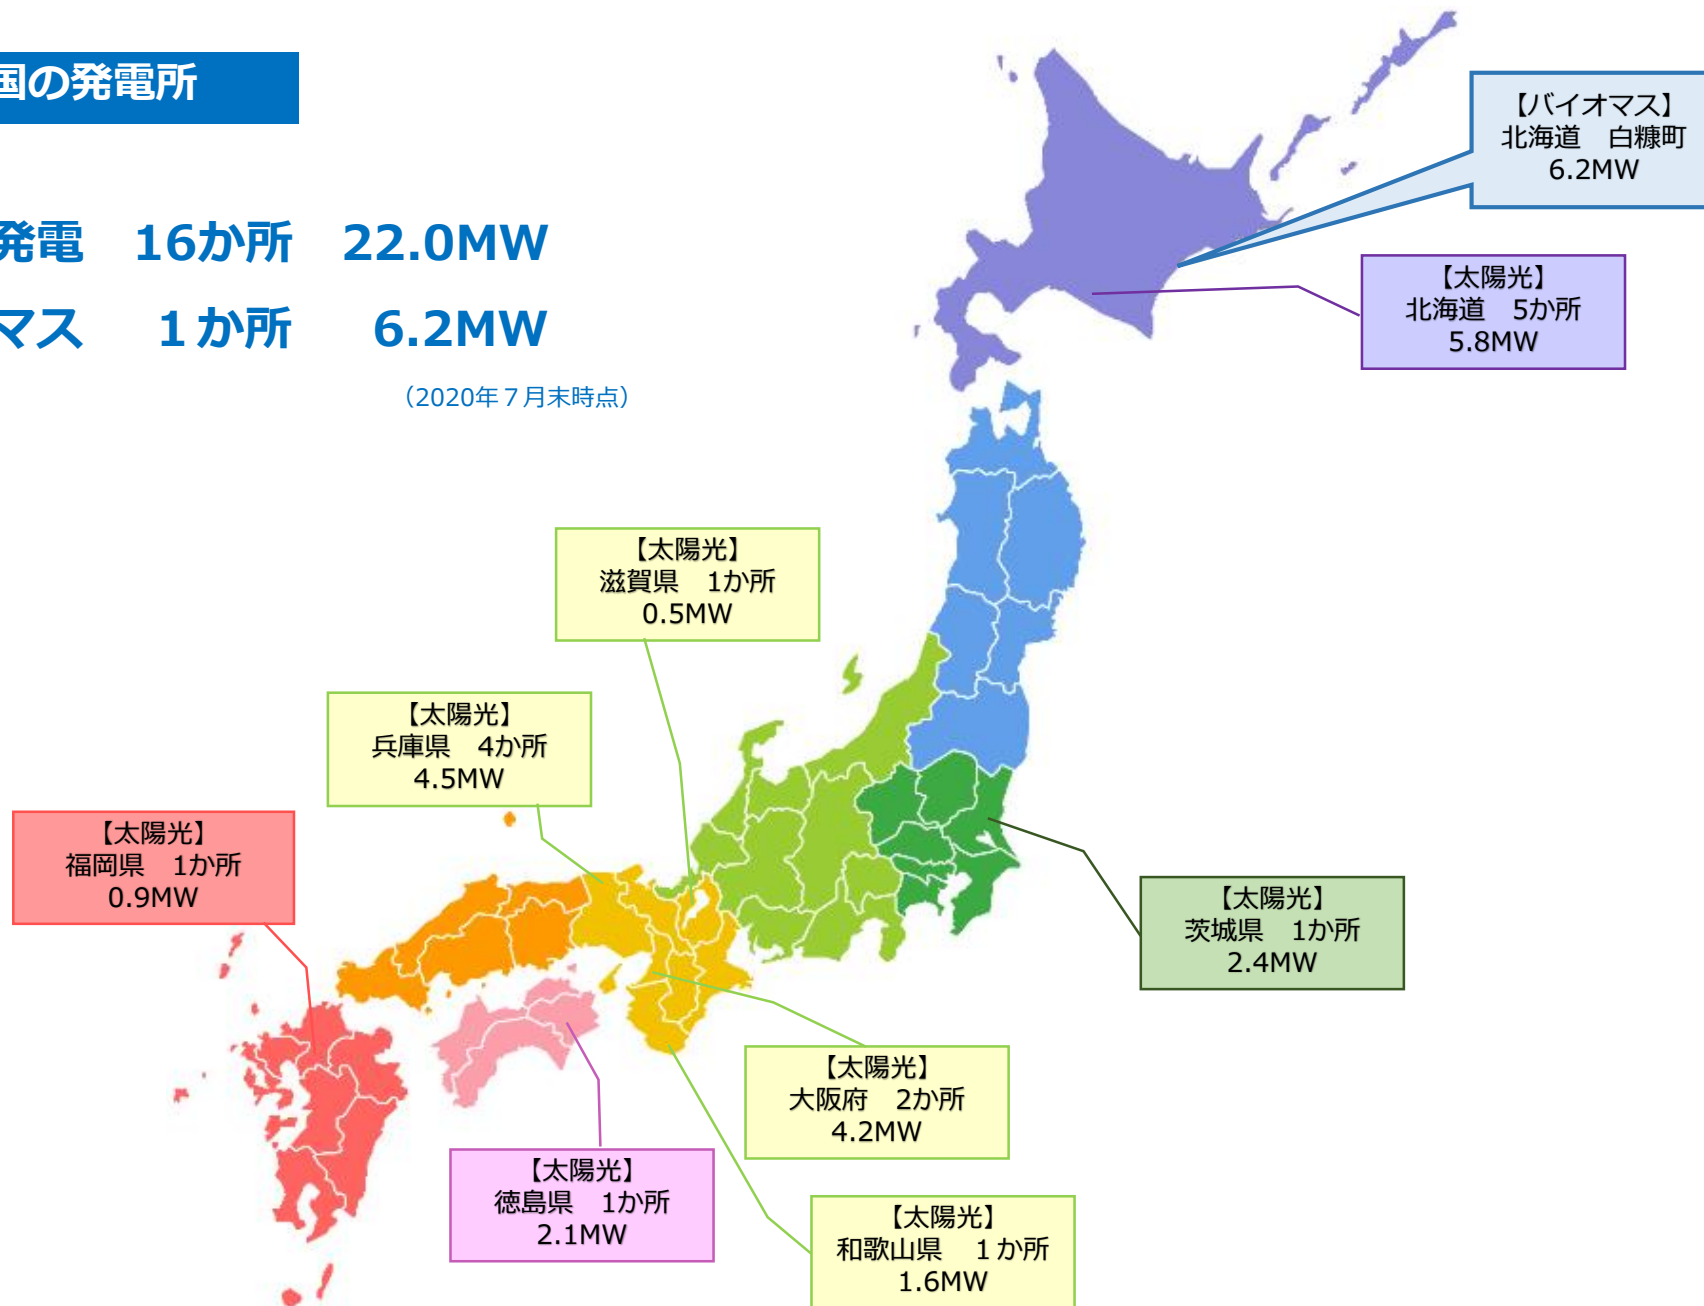 国の発電所
発電　16か所　22.0MW
マス　１か所　6.2MW
（2020年７月末時点）
【バイオマス】
北海道　白糠町
6.2MW
【太陽光】
北海道　5か所
5.8MW
【太陽光】
滋賀県　1か所
0.5MW
【太陽光】
兵庫県　4か所
4.5MW
【太陽光】
福岡県　1か所
0.9MW
【太陽光】
茨城県　1か所
2.4MW
【太陽光】
大阪府　2か所
4.2MW
【太陽光】
徳島県　1か所
2.1MW
【太陽光】
和歌山県　１か所
1.6MW